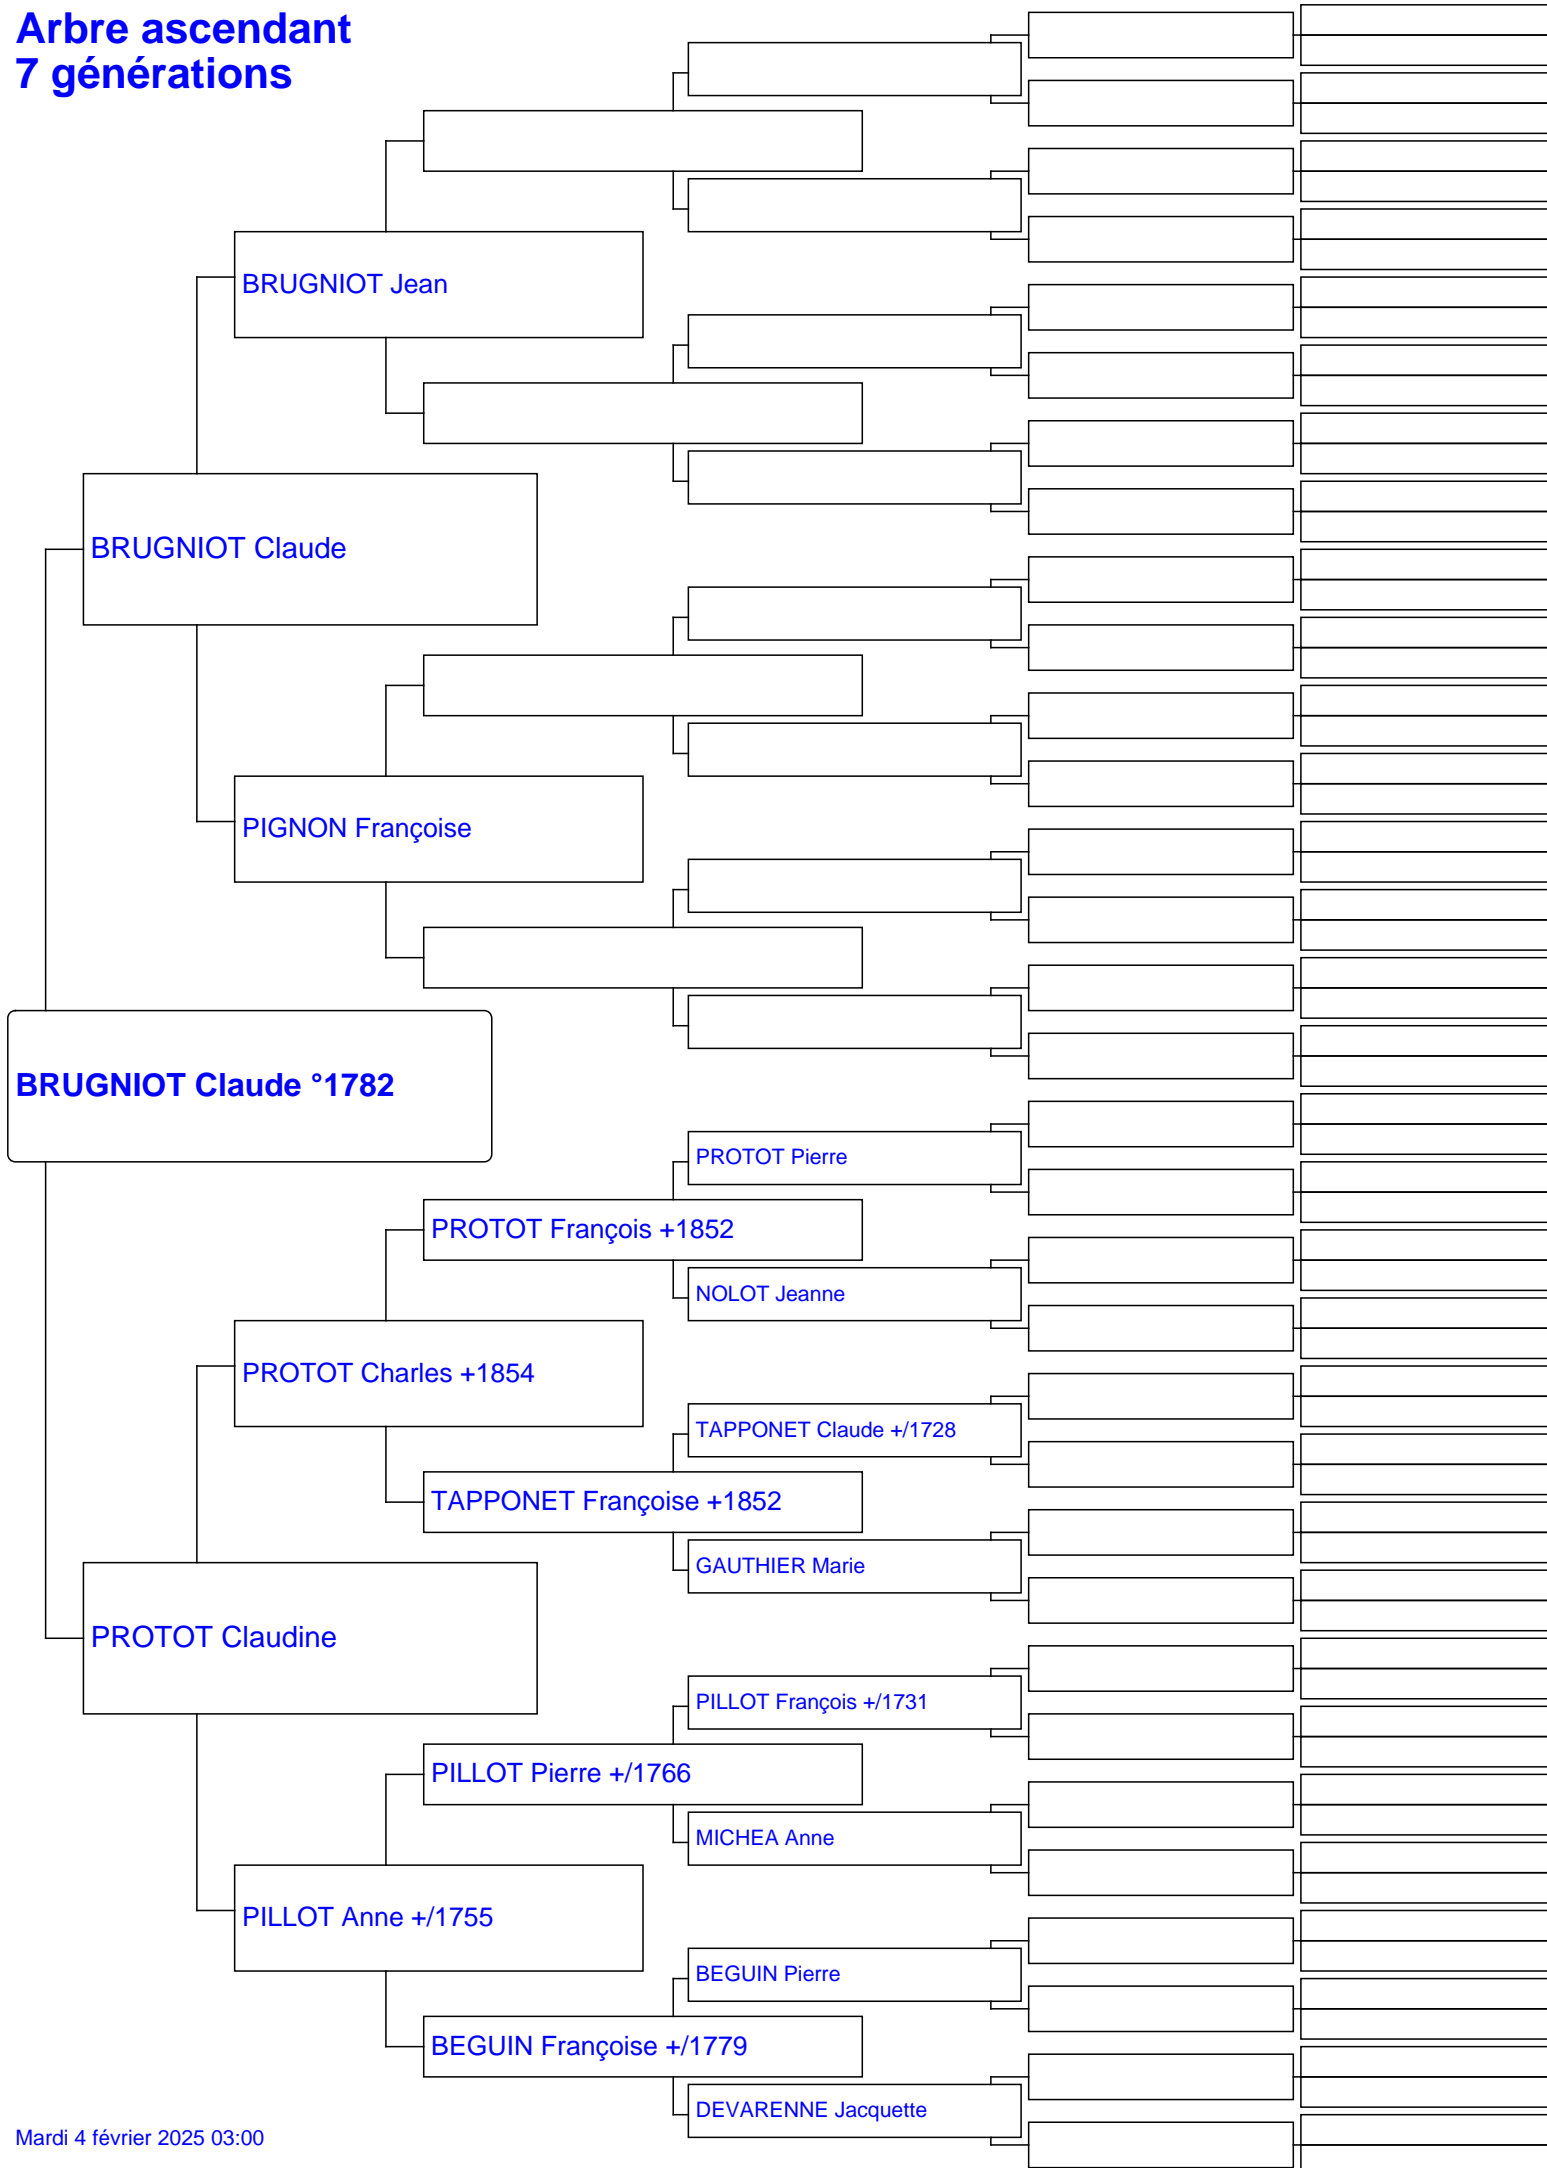 Arbre ascendant
7 générations
BRUGNIOT Jean
BRUGNIOT Claude
PIGNON Françoise
BRUGNIOT Claude °1782
PROTOT Pierre
PROTOT François +1852
NOLOT Jeanne
PROTOT Charles +1854
TAPPONET Claude +/1728
TAPPONET Françoise +1852
GAUTHIER Marie
PROTOT Claudine
PILLOT François +/1731
PILLOT Pierre +/1766
MICHEA Anne
PILLOT Anne +/1755
BEGUIN Pierre
BEGUIN Françoise +/1779
DEVARENNE Jacquette
Mardi 4 février 2025 03:00